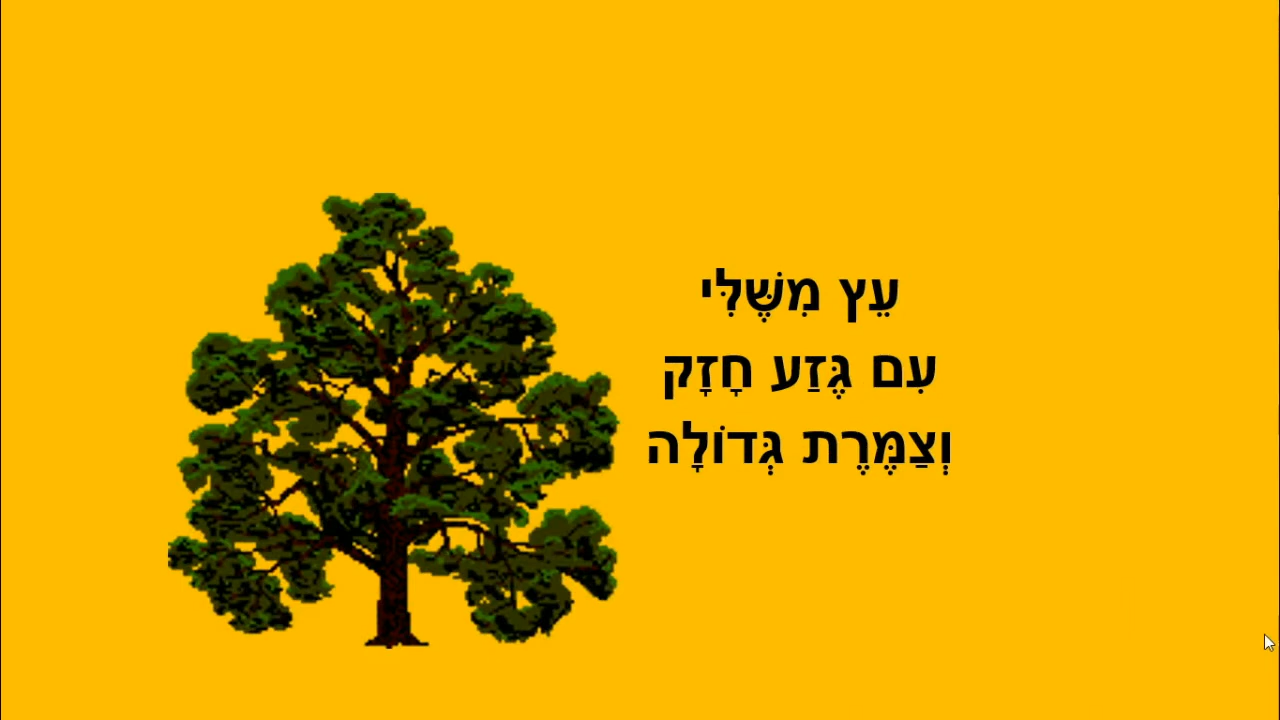 עֵץ מִשֶּׁלִּי
עִם גֶּזַע חָזָק
וְצַמֶּרֶת גְּדוֹלָה